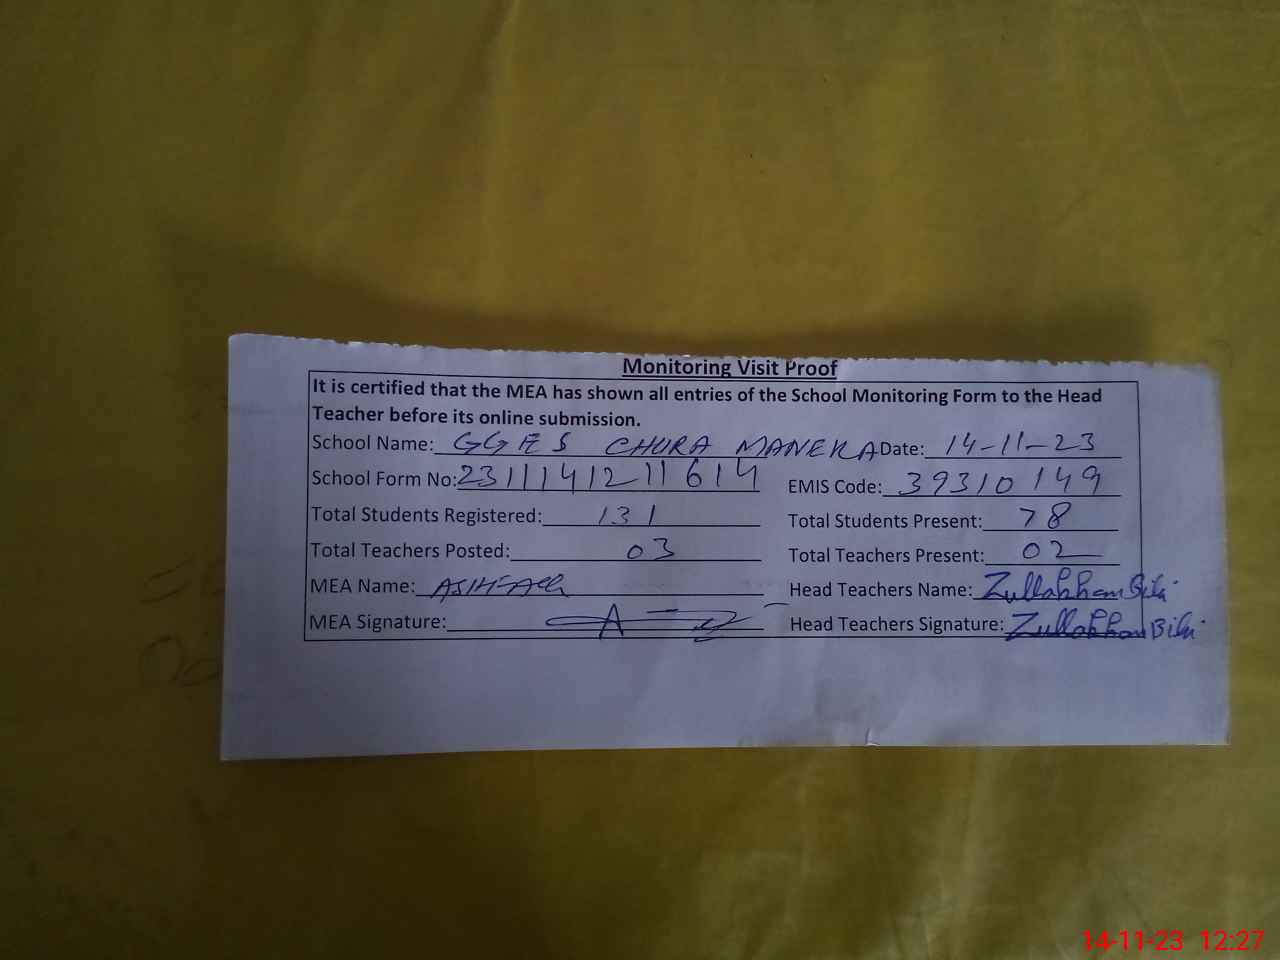 Monitoring Visit Proof
It is certified that the MEA has shown all entries of the School Monitoring Form to the Head
Teacher before its online submission.
School Name: GGES CHURA MANEKA Date: 14-11-23
School Form No: 2311141211614 EMIS Code: 39310149
Total Students Registered: 131 Total Students Present: 78
Total Teachers Posted: 03 Total Teachers Present: 02
MEA Name: Head Teachers Name: Bibi
MEA Signature: Head Teachers Signature: Bibi
14-11-23 12:27